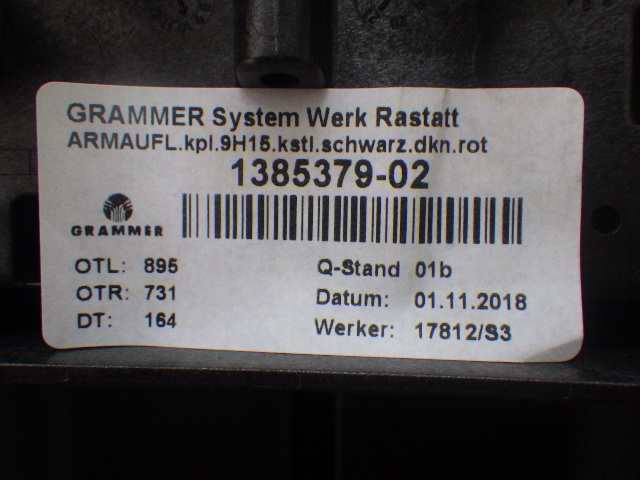 GRAMMER System Werk Rastatt
ARMAUFL.kpl.9H15.kstl.schwarz.dkn.rot
1385379-02
GRAMMER
OTL: 895
Q-Stand 01b
OTR: 731
Datum: 01.11.2018
DT: 164
Werker: 17812/S3